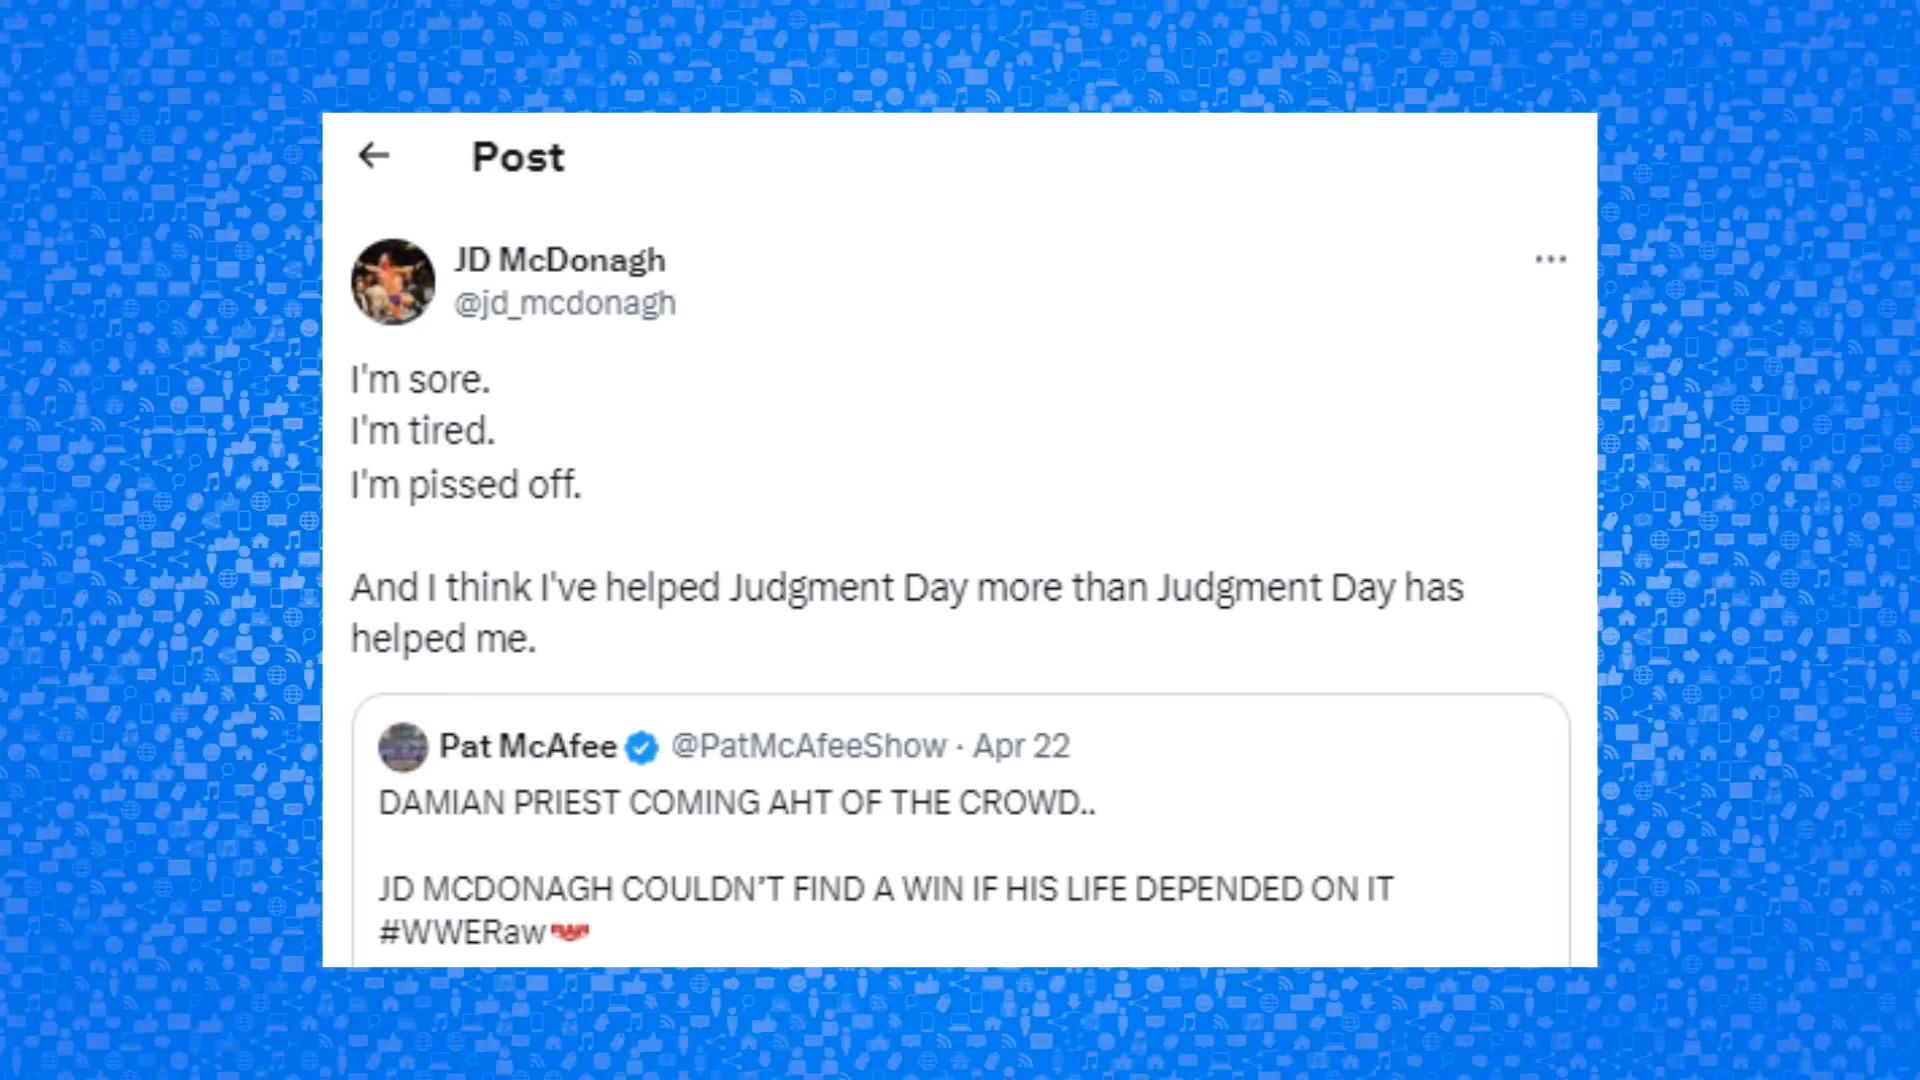 Post
JD McDonagh
@jd_mcdonagh
I'm sore.
I'm tired.
I'm pissed off.
And I think I've helped Judgment Day more than Judgment Day has
helped me.
Pat McAfee @PatMcAfeeShow · Apr 22
DAMIAN PRIEST COMING AHT OF THE CROWD..
JD MCDONAGH COULDN’T FIND A WIN IF HIS LIFE DEPENDED ON IT
#WWERaw